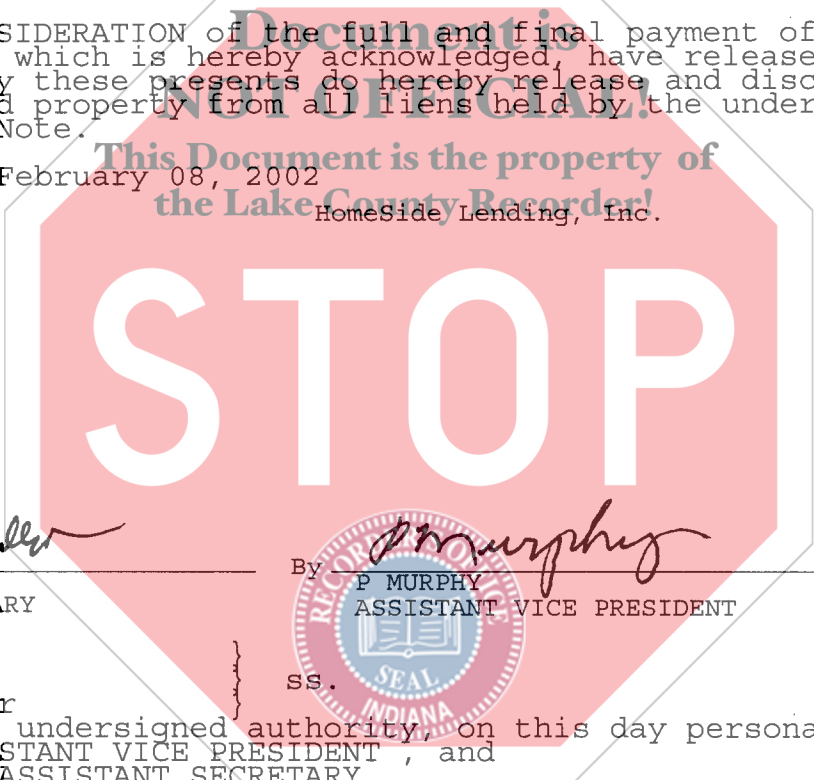 SIDERATION of the full and final payment of
which is hereby acknowledged, have release
y these presents do hereby release and disc
d property from all liens held by the under
Note.
February 08, 2002
HomeSide Lending, Inc.
Document is
NOT OFFICIAL!
This Document is the property of
the Lake County Recorder!
STOP
By P Murphy
P MURPHY
ARY
ASSISTANT VICE PRESIDENT
RECORDER'S OFFICE
SEAL
INDIANA
ss.
r
undersigned authority, on this day persona
STANT VICE PRESIDENT , and
ASSISTANT SECRETARY